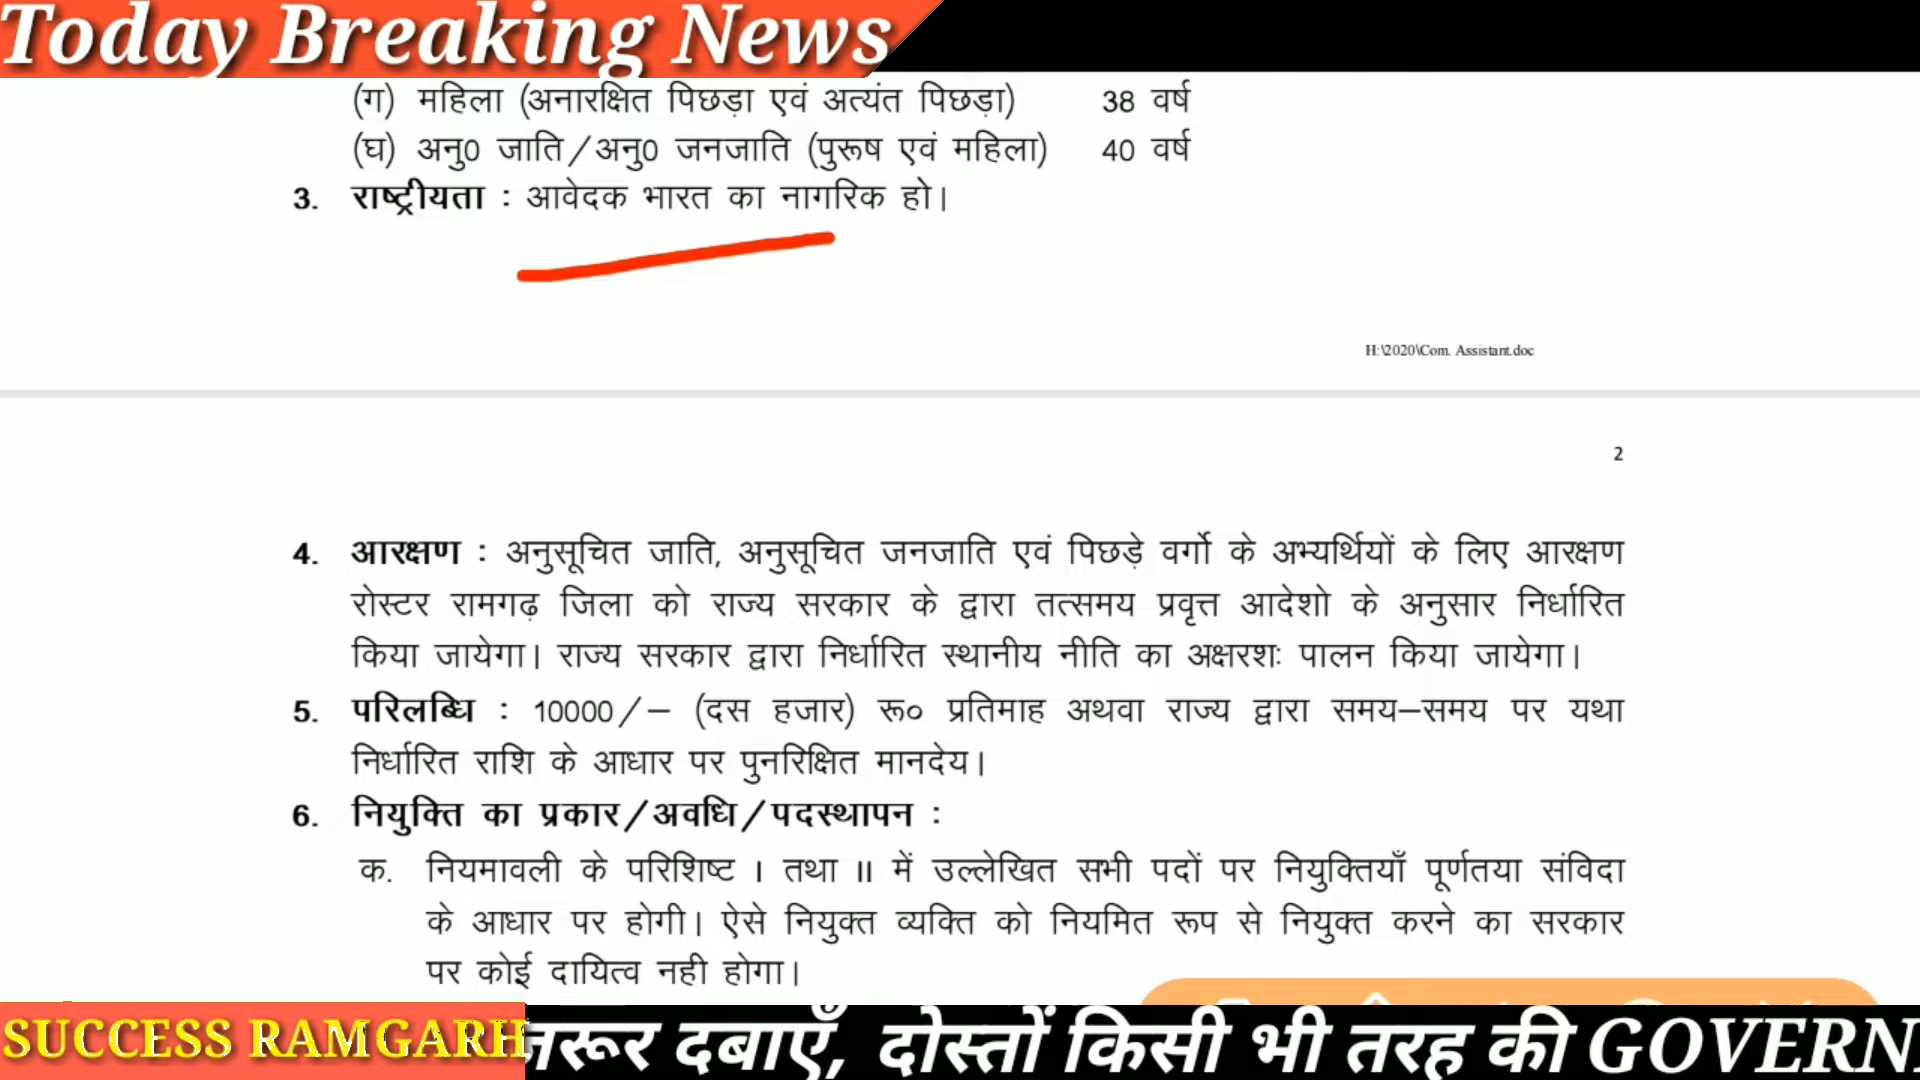 Today Breaking News
(ग) महिला (अनारक्षित पिछड़ा एवं अत्यंत पिछड़ा) 38 वर्ष
(घ) अनु0 जाति/अनु0 जनजाति (पुरूष एवं महिला) 40 वर्ष
3. राष्ट्रीयता : आवेदक भारत का नागरिक हो।
H:\2020\Com. Assistant.doc
2
4. आरक्षण : अनुसूचित जाति, अनुसूचित जनजाति एवं पिछड़े वर्गो के अभ्यर्थियों के लिए आरक्षण
रोस्टर रामगढ़ जिला को राज्य सरकार के द्वारा तत्समय प्रवृत्त आदेशो के अनुसार निर्धारित
किया जायेगा। राज्य सरकार द्वारा निर्धारित स्थानीय नीति का अक्षरशः पालन किया जायेगा।
5. परिलब्धि : 10000/– (दस हजार) रू० प्रतिमाह अथवा राज्य द्वारा समय–समय पर यथा
निर्धारित राशि के आधार पर पुनरिक्षित मानदेय।
6. नियुक्ति का प्रकार/अवधि/पदस्थापन :
क. नियमावली के परिशिष्ट I तथा II में उल्लेखित सभी पदों पर नियुक्तियाँ पूर्णतया संविदा
के आधार पर होगी। ऐसे नियुक्त व्यक्ति को नियमित रूप से नियुक्त करने का सरकार
पर कोई दायित्व नही होगा।
SUCCESS RAMGARH जरूर दबाएँ, दोस्तों किसी भी तरह की GOVERN